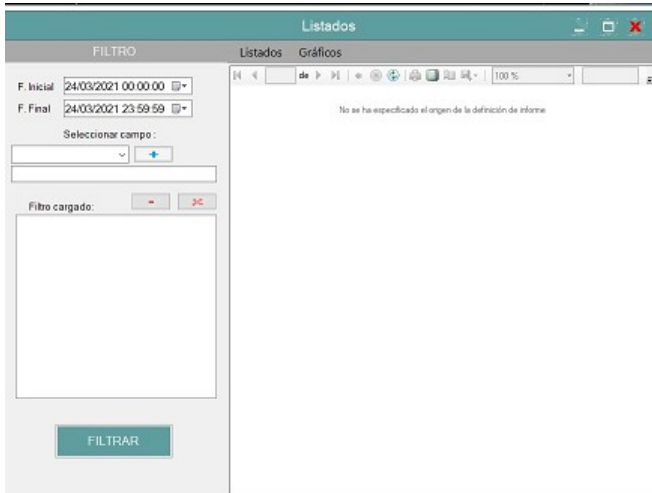 Listados
FILTRO
Listados Gráficos
F. Inicial 24/03/2021 00:00:00
F. Final 24/03/2021 23:59:59
de 100 %
No se ha especificado el origen de la definición de informe
Seleccionar campo :
Filtro cargado:
FILTRAR